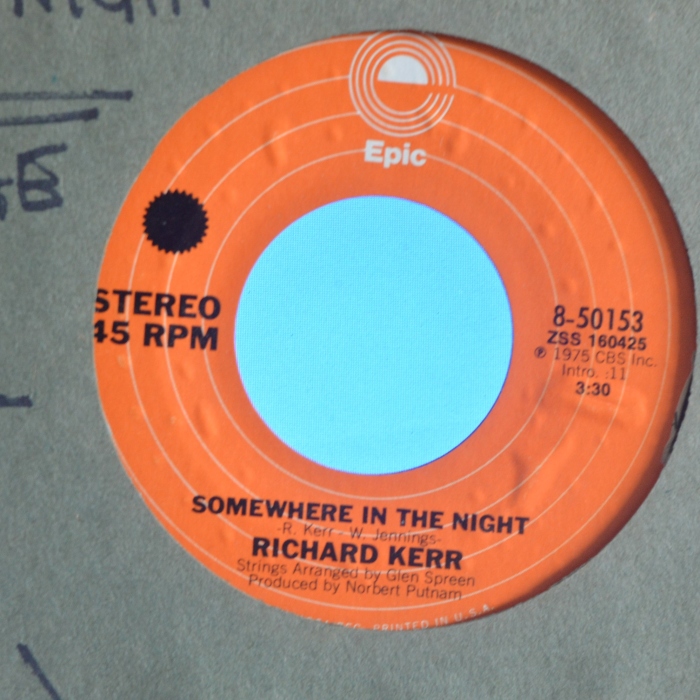 NIGHT
Epic
STEREO
45 RPM
8-50153
ZSS 160425
℗ 1975 CBS Inc.
Intro. :11
3:30
SOMEWHERE IN THE NIGHT
-R. Kerr - W. Jennings-
RICHARD KERR
Strings Arranged by Glen Spreen
Produced by Norbert Putnam
PRINTED IN U.S.A.